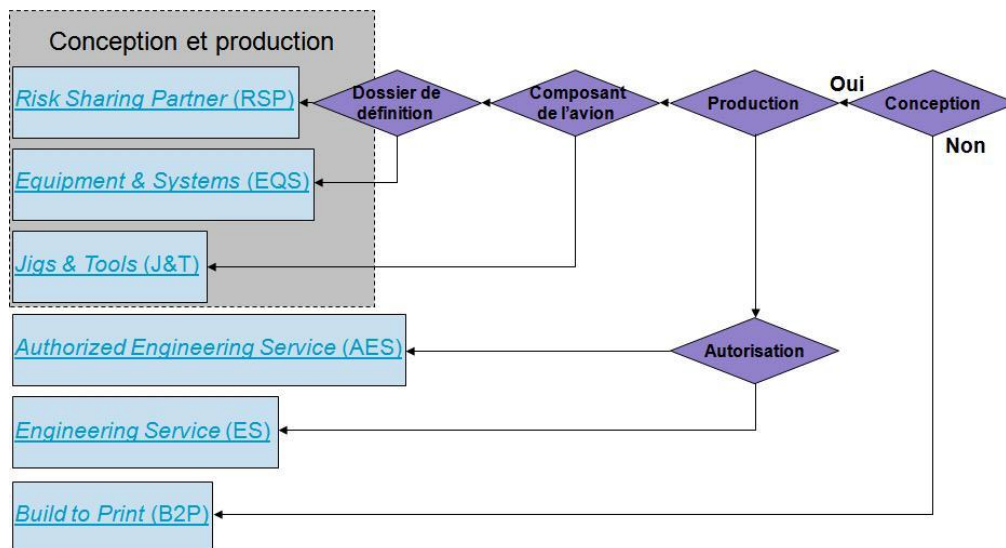 Conception et production
Risk Sharing Partner (RSP)
Dossier de
définition
Composant
de l'avion
Production
Oui
Conception
Non
Equipment & Systems (EQS)
Jigs & Tools (J&T)
Authorized Engineering Service (AES)
Autorisation
Engineering Service (ES)
Build to Print (B2P)